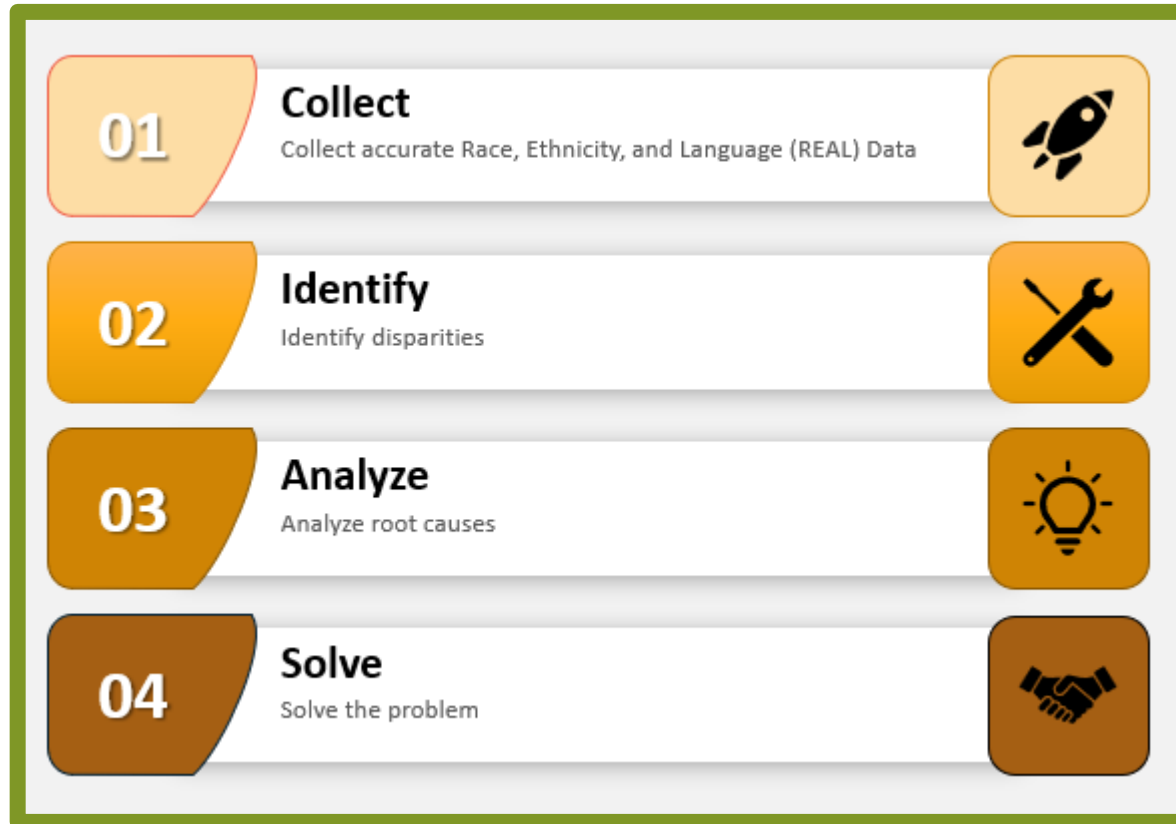 01
Collect
Collect accurate Race, Ethnicity, and Language (REAL) Data
02
Identify
Identify disparities
03
Analyze
Analyze root causes
04
Solve
Solve the problem